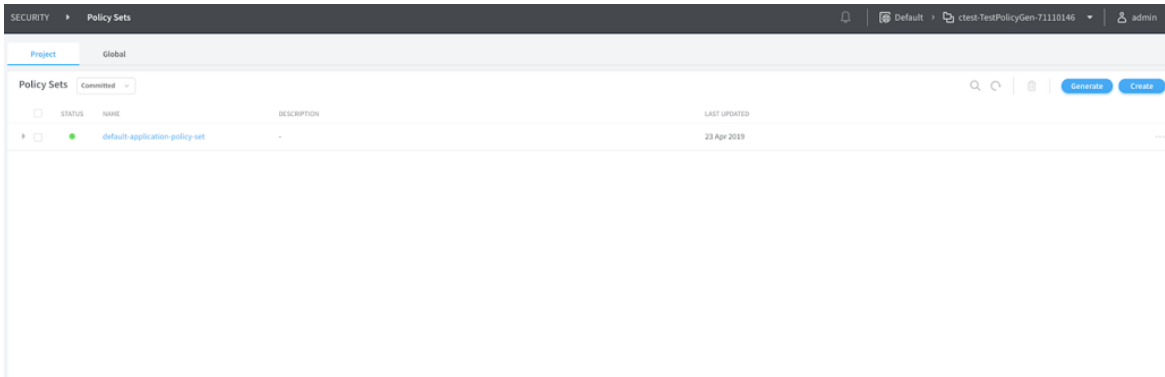 SECURITY Policy Sets Default > ctest-TestPolicyGen-71110146 admin
Project Global
Policy Sets Committed Generate Create
STATUS NAME DESCRIPTION LAST UPDATED
default-application-policy-set - 23 Apr 2019